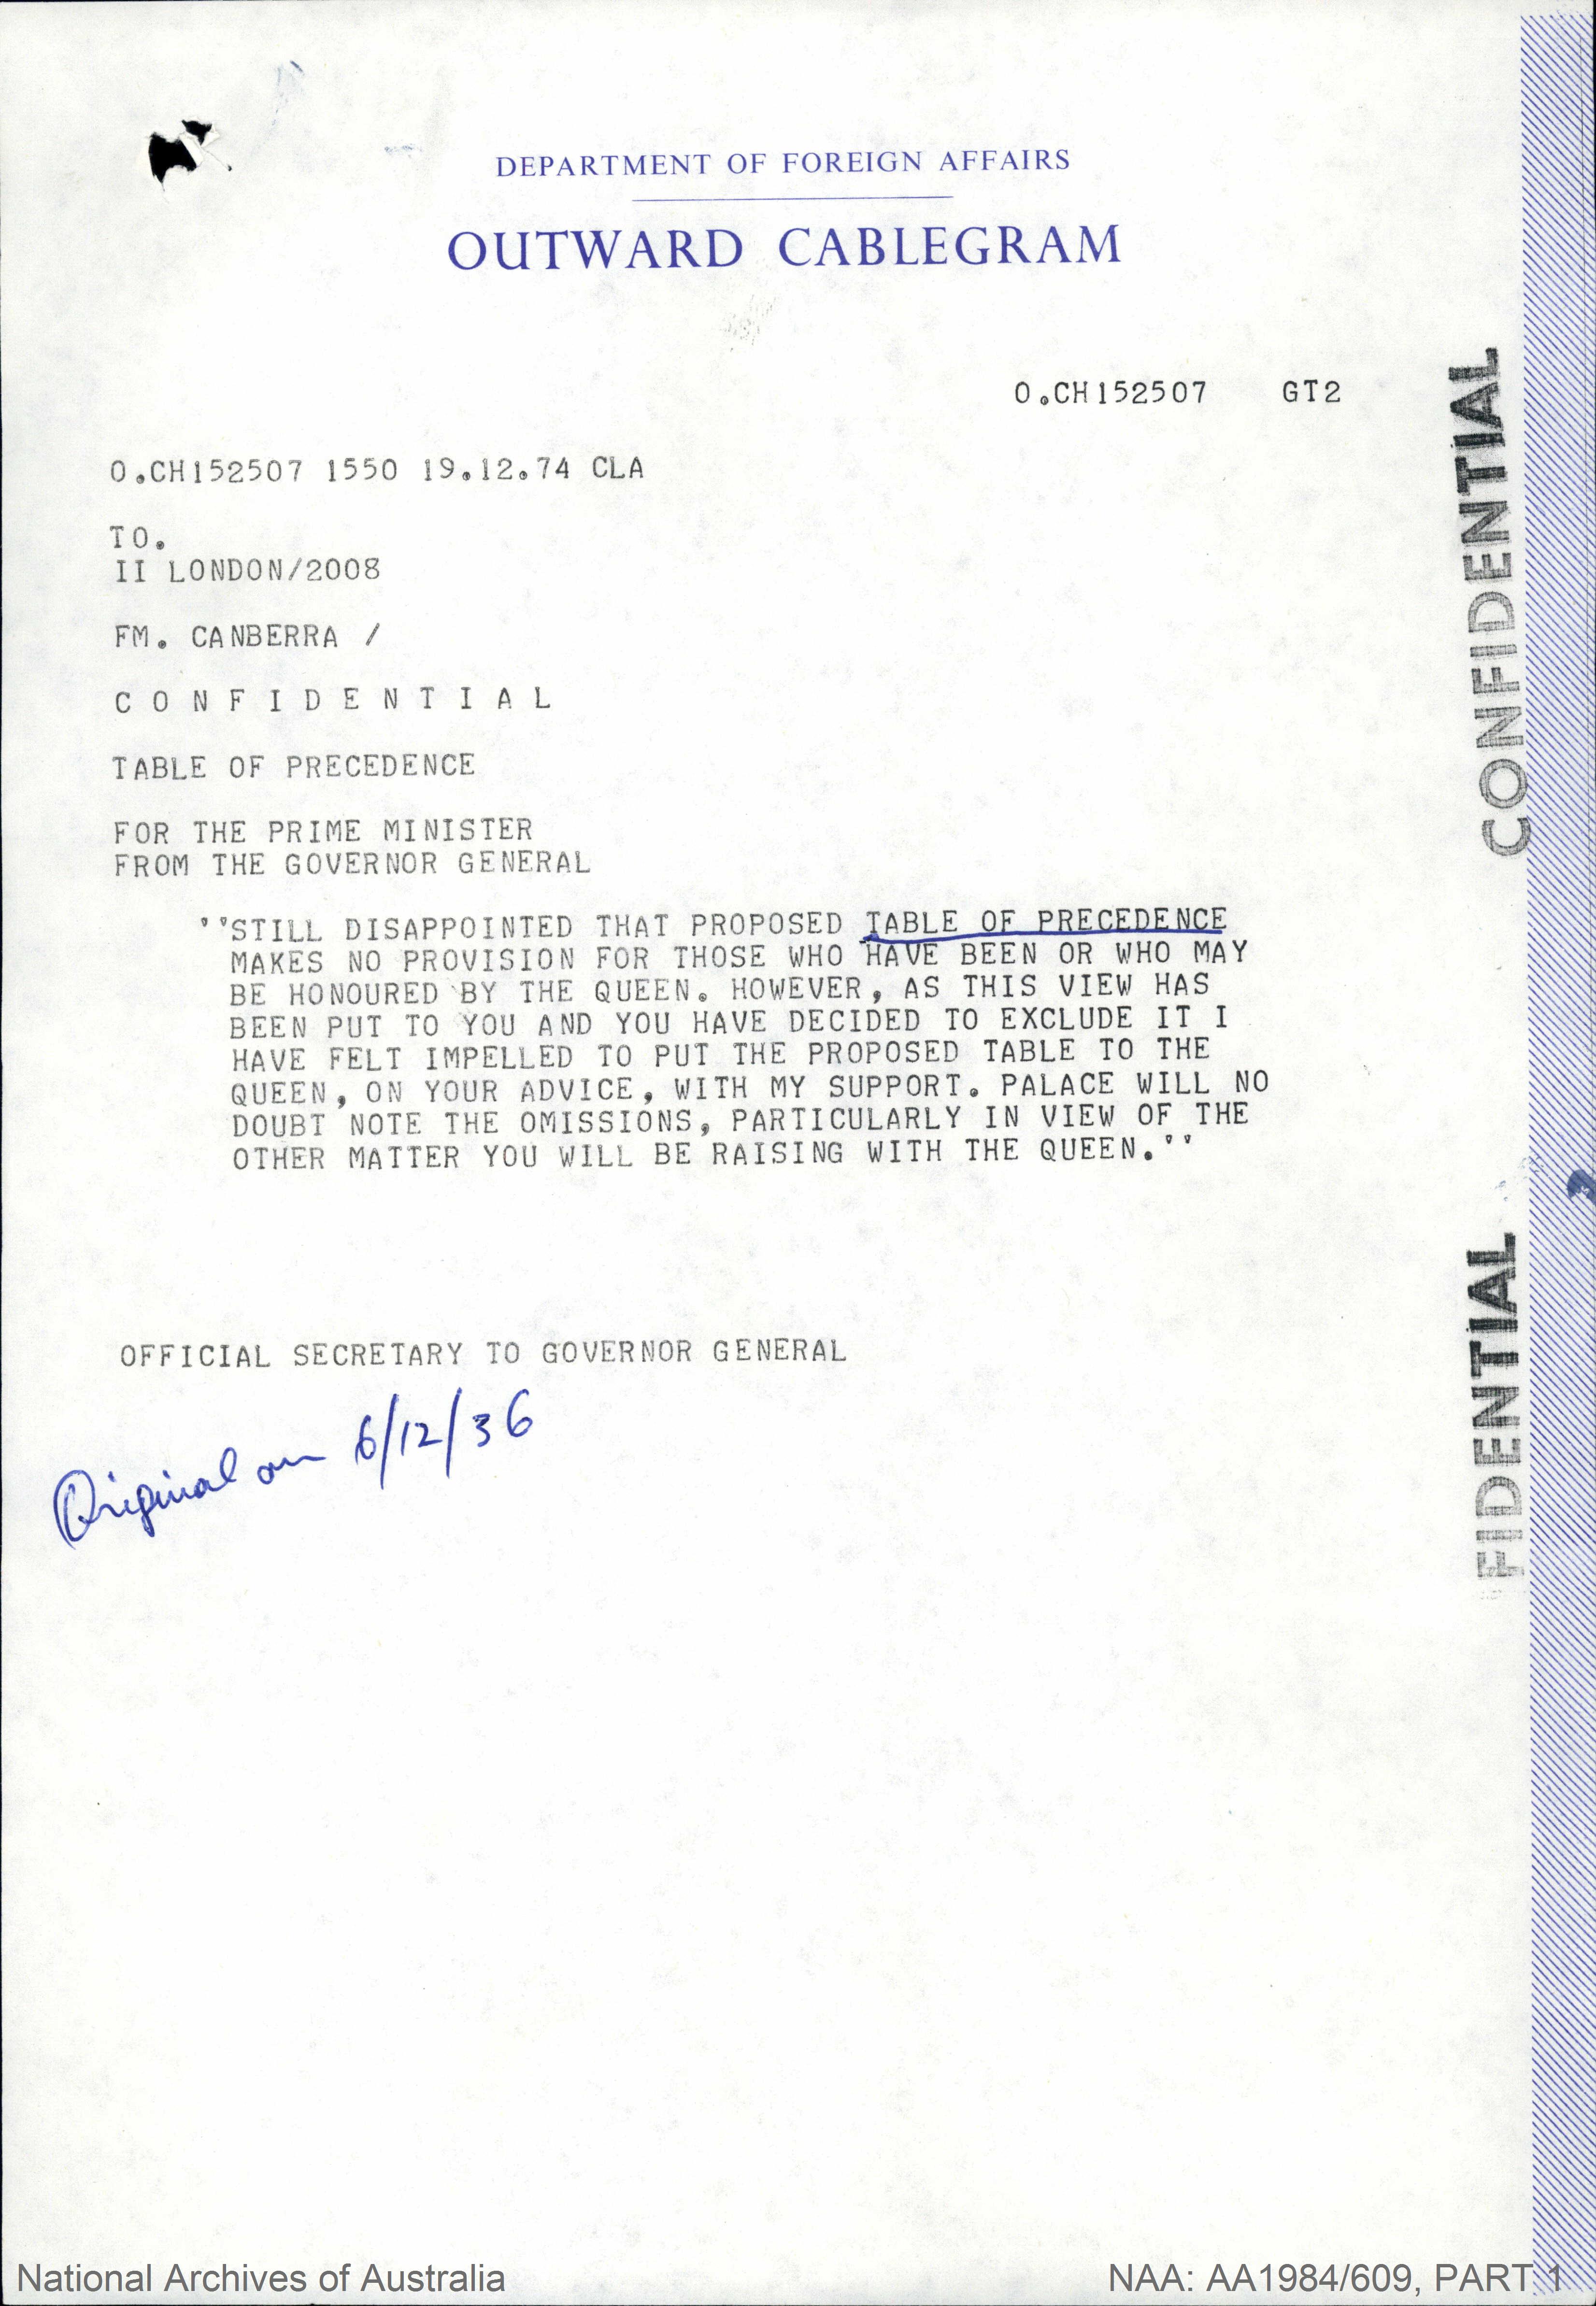 DEPARTMENT OF FOREIGN AFFAIRS
OUTWARD CABLEGRAM
O.CH152507 GT2
O.CH152507 1550 19.12.74 CLA
TO.
II LONDON/2008
FM. CANBERRA /
C O N F I D E N T I A L
TABLE OF PRECEDENCE
FOR THE PRIME MINISTER
FROM THE GOVERNOR GENERAL
''STILL DISAPPOINTED THAT PROPOSED TABLE OF PRECEDENCE
MAKES NO PROVISION FOR THOSE WHO HAVE BEEN OR WHO MAY
BE HONOURED BY THE QUEEN. HOWEVER, AS THIS VIEW HAS
BEEN PUT TO YOU AND YOU HAVE DECIDED TO EXCLUDE IT I
HAVE FELT IMPELLED TO PUT THE PROPOSED TABLE TO THE
QUEEN, ON YOUR ADVICE, WITH MY SUPPORT. PALACE WILL NO
DOUBT NOTE THE OMISSIONS, PARTICULARLY IN VIEW OF THE
OTHER MATTER YOU WILL BE RAISING WITH THE QUEEN.''
OFFICIAL SECRETARY TO GOVERNOR GENERAL
Original on 6/12/36
CONFIDENTIAL
FIDENTIAL
National Archives of Australia
NAA: AA1984/609, PART 1